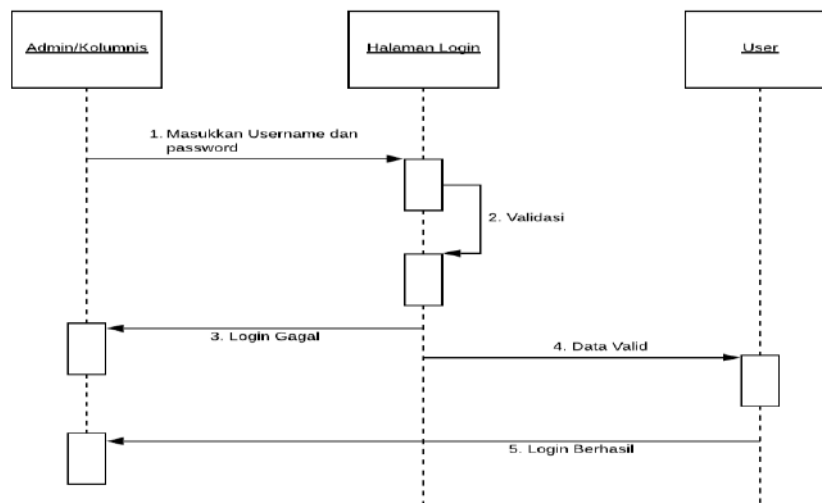 Admin/Kolumnis
Halaman Login
User
1. Masukkan Username dan
password
2. Validasi
3. Login Gagal
4. Data Valid
5. Login Berhasil